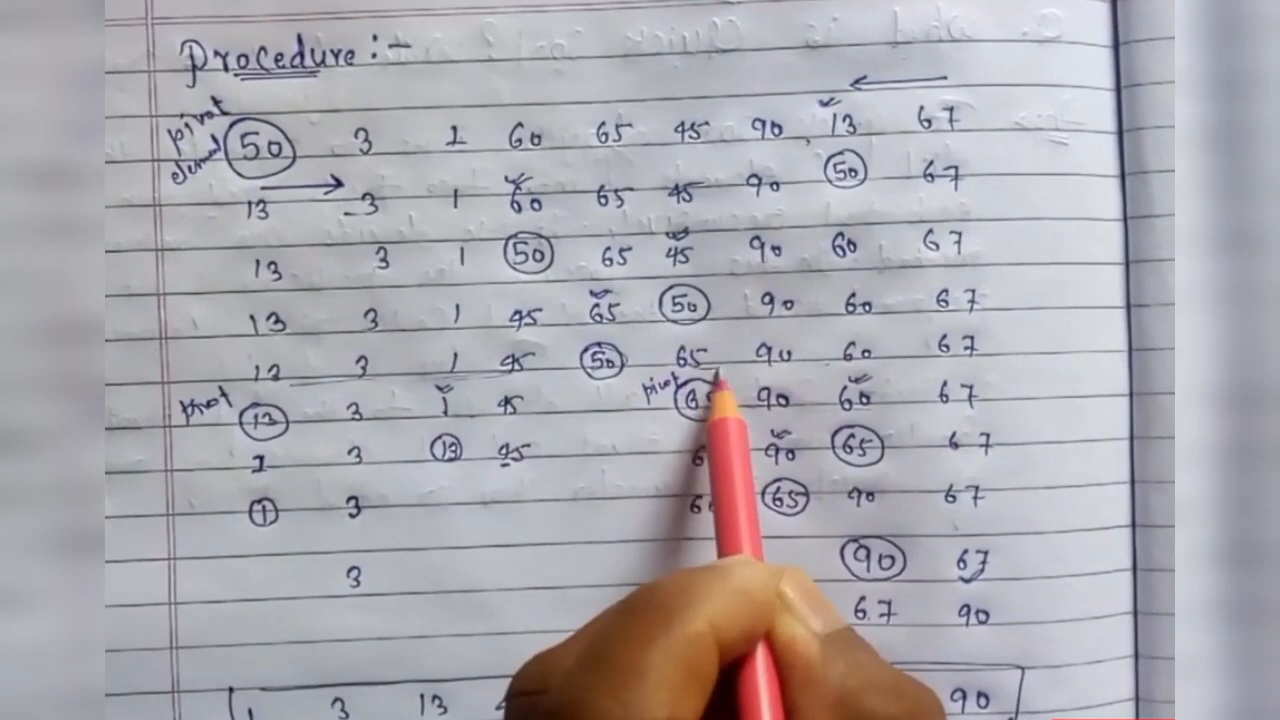 Procedure :-
pivot
50 3 1 60 65 45 90, 13 67
13 3 1 60 65 45 90 50 67
13 3 1 50 65 45 90 60 67
13 3 1 45 65 50 90 60 67
13 3 1 45 50 65 90 60 67
pivot 13 3 1 45 pivot 65 90 60 67
1 3 13 45 90 65 67
1 3 65 90 67
90 67
3
67 90
1 3 13 90